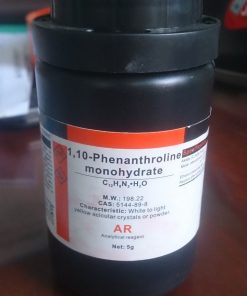 1,10-Phenanthroline
monohydrate
C₁₂H₈N₂•H₂O
M.W.: 198.22
CAS: 5144-89-8
Characteristic: White to light
yellow acicular crystals or powder.
AR
Analytical reagent
Net: 5g